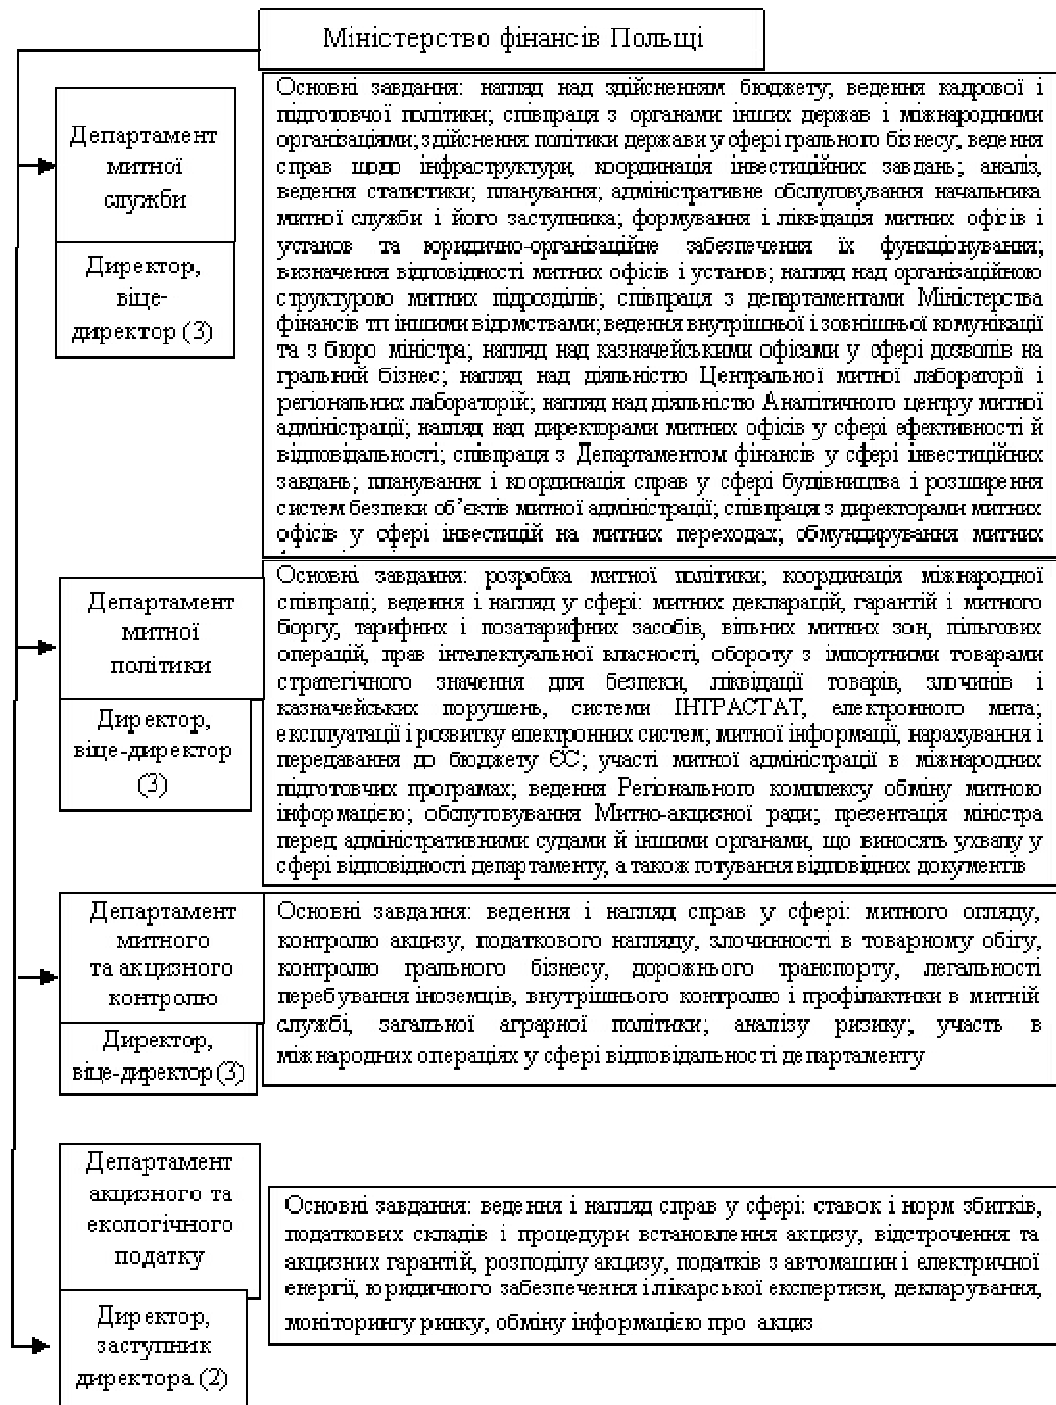 Міністерство фінансів Польщі
Департамент
митної
служби
Директор,
віце-
директор (3)
Основні завдання: нагляд над здійсненням бюджету, ведення кадрової і
підготовчої політики; співпраця з органами інших держав і міжнародними
організаціями; здійснення політики держави у сфері грального бізнесу, ведення
справ щодо інфраструктури, координація інвестиційних завдань; аналіз,
ведення статистики; планування, адміністративне обслуговування начальника
митної служби і його заступника; формування і ліквідація митних офісів і
установ та юридично-організаційне забезпечення їх функціонування;
визначення відповідності митних офісів і установ; нагляд над організаційною
структурою митних підрозділів; співпраця з департаментами Міністерства
фінансів тп іншими відомствами; ведення внутрішньої і зовнішньої комунікації
та з бюро міністра; нагляд над казначейськими офісами у сфері дозволів на
гральний бізнес; нагляд над діяльністю Центральної митної лабораторії і
регіональних лабораторій; нагляд над діяльністю Аналітичного центру митної
адміністрації; нагляд над директорами митних офісів у сфері ефективності й
відповідальності; співпраця з Департаментом фінансів у сфері інвестиційних
завдань; планування і координація справ у сфері будівництва і розширення
систем безпеки об’єктів митної адміністрації; співпраця з директорами митних
офісів у сфері інвестицій на митних переходах; обмундирування митних
Департамент
митної
політики
Директор,
віце-директор
(3)
Основні завдання: розробка митної політики; координація міжнародної
співпраці; ведення і нагляд у сфері: митних декларацій, гарантій і митного
боргу, тарифних і позатарифних засобів, вільних митних зон, пільгових
операцій, прав інтелектуальної власності, обороту з імпортними товарами
стратегічного значення для безпеки, ліквідації товарів, злочинів і
казначейських порушень, системи ІНТРАСТАТ, електронного мита;
експлуатації і розвитку електронних систем; митної інформації, нарахування і
передавання до бюджету ЄС; участі митної адміністрації в міжнародних
підготовчих програмах; ведення Регіонального комплексу обміну митною
інформацією; обслуговування Митно-акцизної ради; презентація міністра
перед адміністративними судами й іншими органами, що виносять ухвалу у
сфері відповідності департаменту, а також готування відповідних документів
Департамент
митного
та акцизного
контролю
Директор,
віце-директор (3)
Основні завдання: ведення і нагляд справ у сфері: митного огляду,
контролю акцизу, податкового нагляду, злочинності в товарному обігу,
контролю грального бізнесу, дорожнього транспорту, легальності
перебування іноземців, внутрішнього контролю і профілактики в митній
службі, загальної аграрної політики; аналізу ризику; участь в
міжнародних операціях у сфері відповідальності департаменту
Департамент
акцизного та
екологічного
податку
Директор,
заступник
директора (2)
Основні завдання: ведення і нагляд справ у сфері: ставок і норм збитків,
податкових складів і процедури встановлення акцизу, відстрочення та
акцизних гарантій, розподілу акцизу, податків з автомашин і електричної
енергії, юридичного забезпечення і лікарської експертизи, декларування,
моніторингу ринку, обміну інформацією про акциз